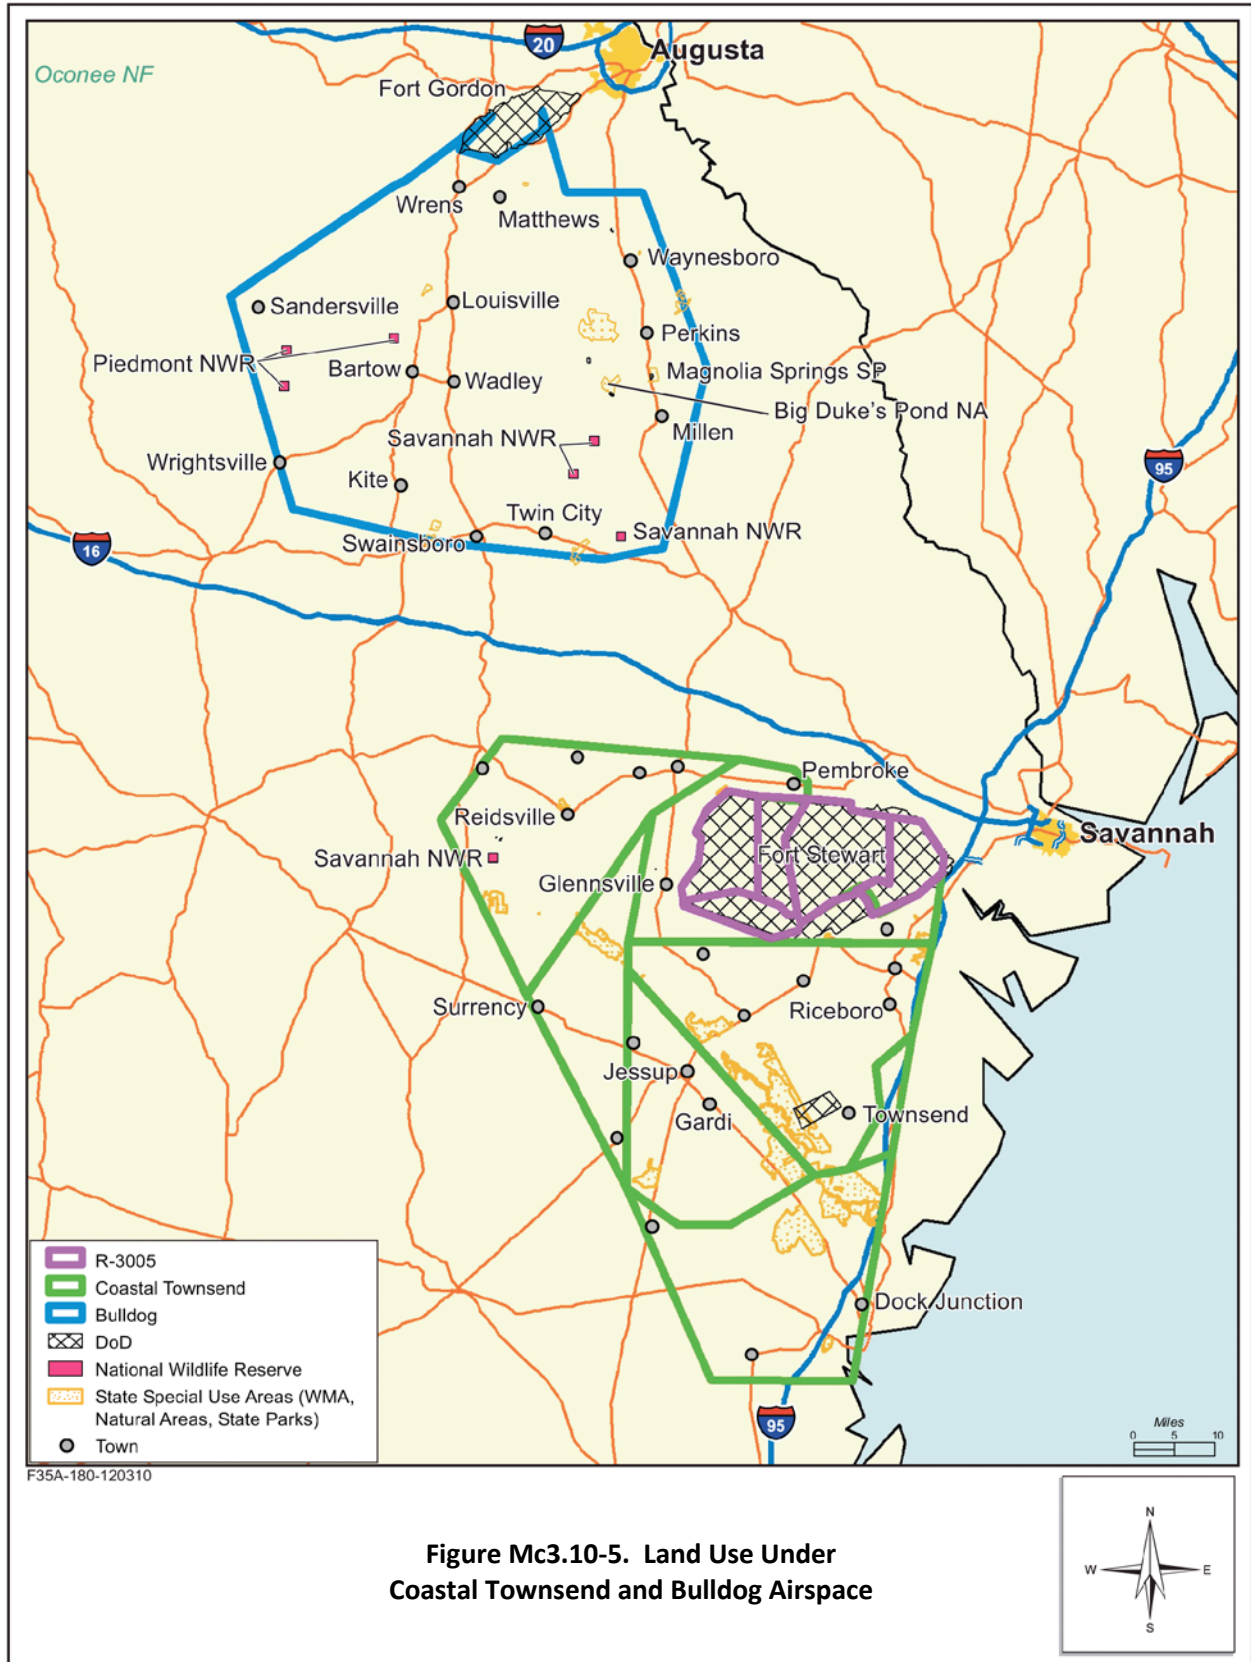 20
Augusta
Oconee NF
Fort Gordon
Wrens
Matthews
Waynesboro
Sandersville
Louisville
Perkins
Piedmont NWR
Bartow
Wadley
Magnolia Springs SP
Big Duke's Pond NA
Savannah NWR
Millen
Wrightsville
95
Kite
Twin City
Swainsboro
Savannah NWR
16
Pembroke
Reidsville
Savannah
Savannah NWR
Fort Stewart
Glennsville
Surrency
Riceboro
Jessup
Gardi
Townsend
Dock Junction
R-3005
Coastal Townsend
Bulldog
DoD
National Wildlife Reserve
State Special Use Areas (WMA,
Natural Areas, State Parks)
Town
95
Miles
0 5 10
F35A-180-120310
Figure Mc3.10-5. Land Use Under
Coastal Townsend and Bulldog Airspace
N
W E
S